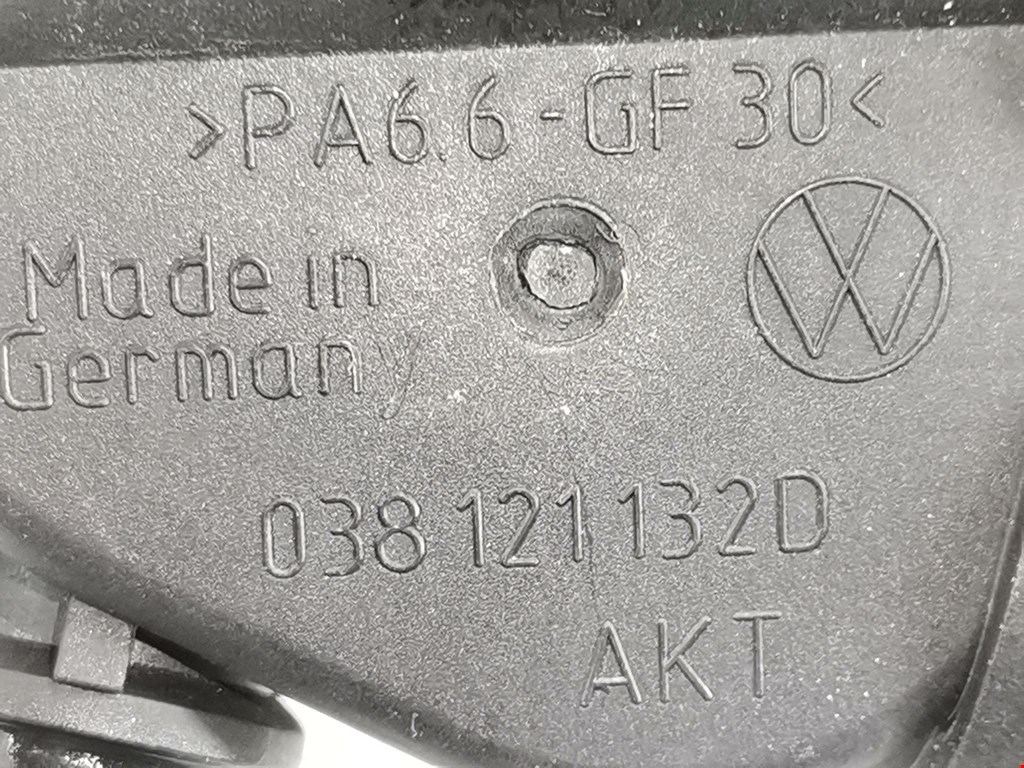 >PA6.6-GF30<
Made in
Germany
038 121 132D
AKT